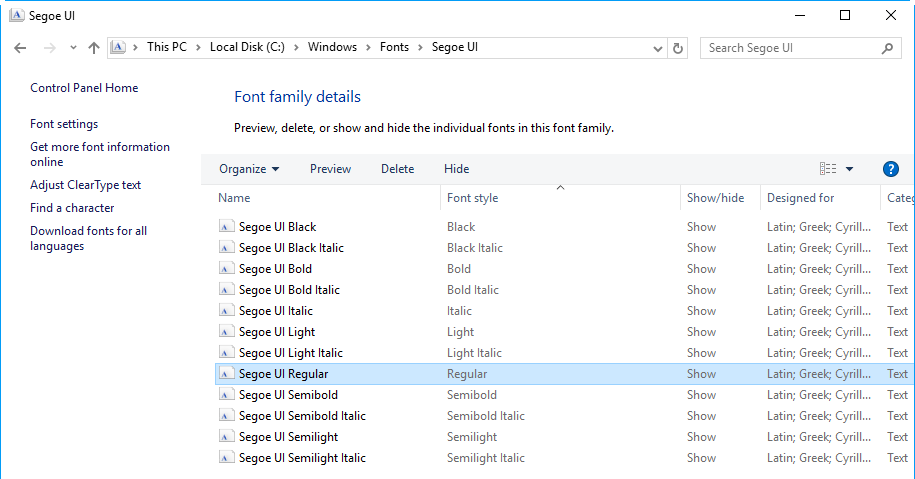 Segoe UI
This PC > Local Disk (C:) > Windows > Fonts > Segoe UI
Search Segoe UI
Control Panel Home
Font settings
Get more font information
online
Adjust ClearType text
Find a character
Download fonts for all
languages
Font family details
Preview, delete, or show and hide the individual fonts in this font family.
Organize Preview Delete Hide ?
Name Font style Show/hide Designed for Categ
Segoe UI Black Black Show Latin; Greek; Cyrill... Text
Segoe UI Black Italic Black Italic Show Latin; Greek; Cyrill... Text
Segoe UI Bold Bold Show Latin; Greek; Cyrill... Text
Segoe UI Bold Italic Bold Italic Show Latin; Greek; Cyrill... Text
Segoe UI Italic Italic Show Latin; Greek; Cyrill... Text
Segoe UI Light Light Show Latin; Greek; Cyrill... Text
Segoe UI Light Italic Light Italic Show Latin; Greek; Cyrill... Text
Segoe UI Regular Regular Show Latin; Greek; Cyrill... Text
Segoe UI Semibold Semibold Show Latin; Greek; Cyrill... Text
Segoe UI Semibold Italic Semibold Italic Show Latin; Greek; Cyrill... Text
Segoe UI Semilight Semilight Show Latin; Greek; Cyrill... Text
Segoe UI Semilight Italic Semilight Italic Show Latin; Greek; Cyrill... Text